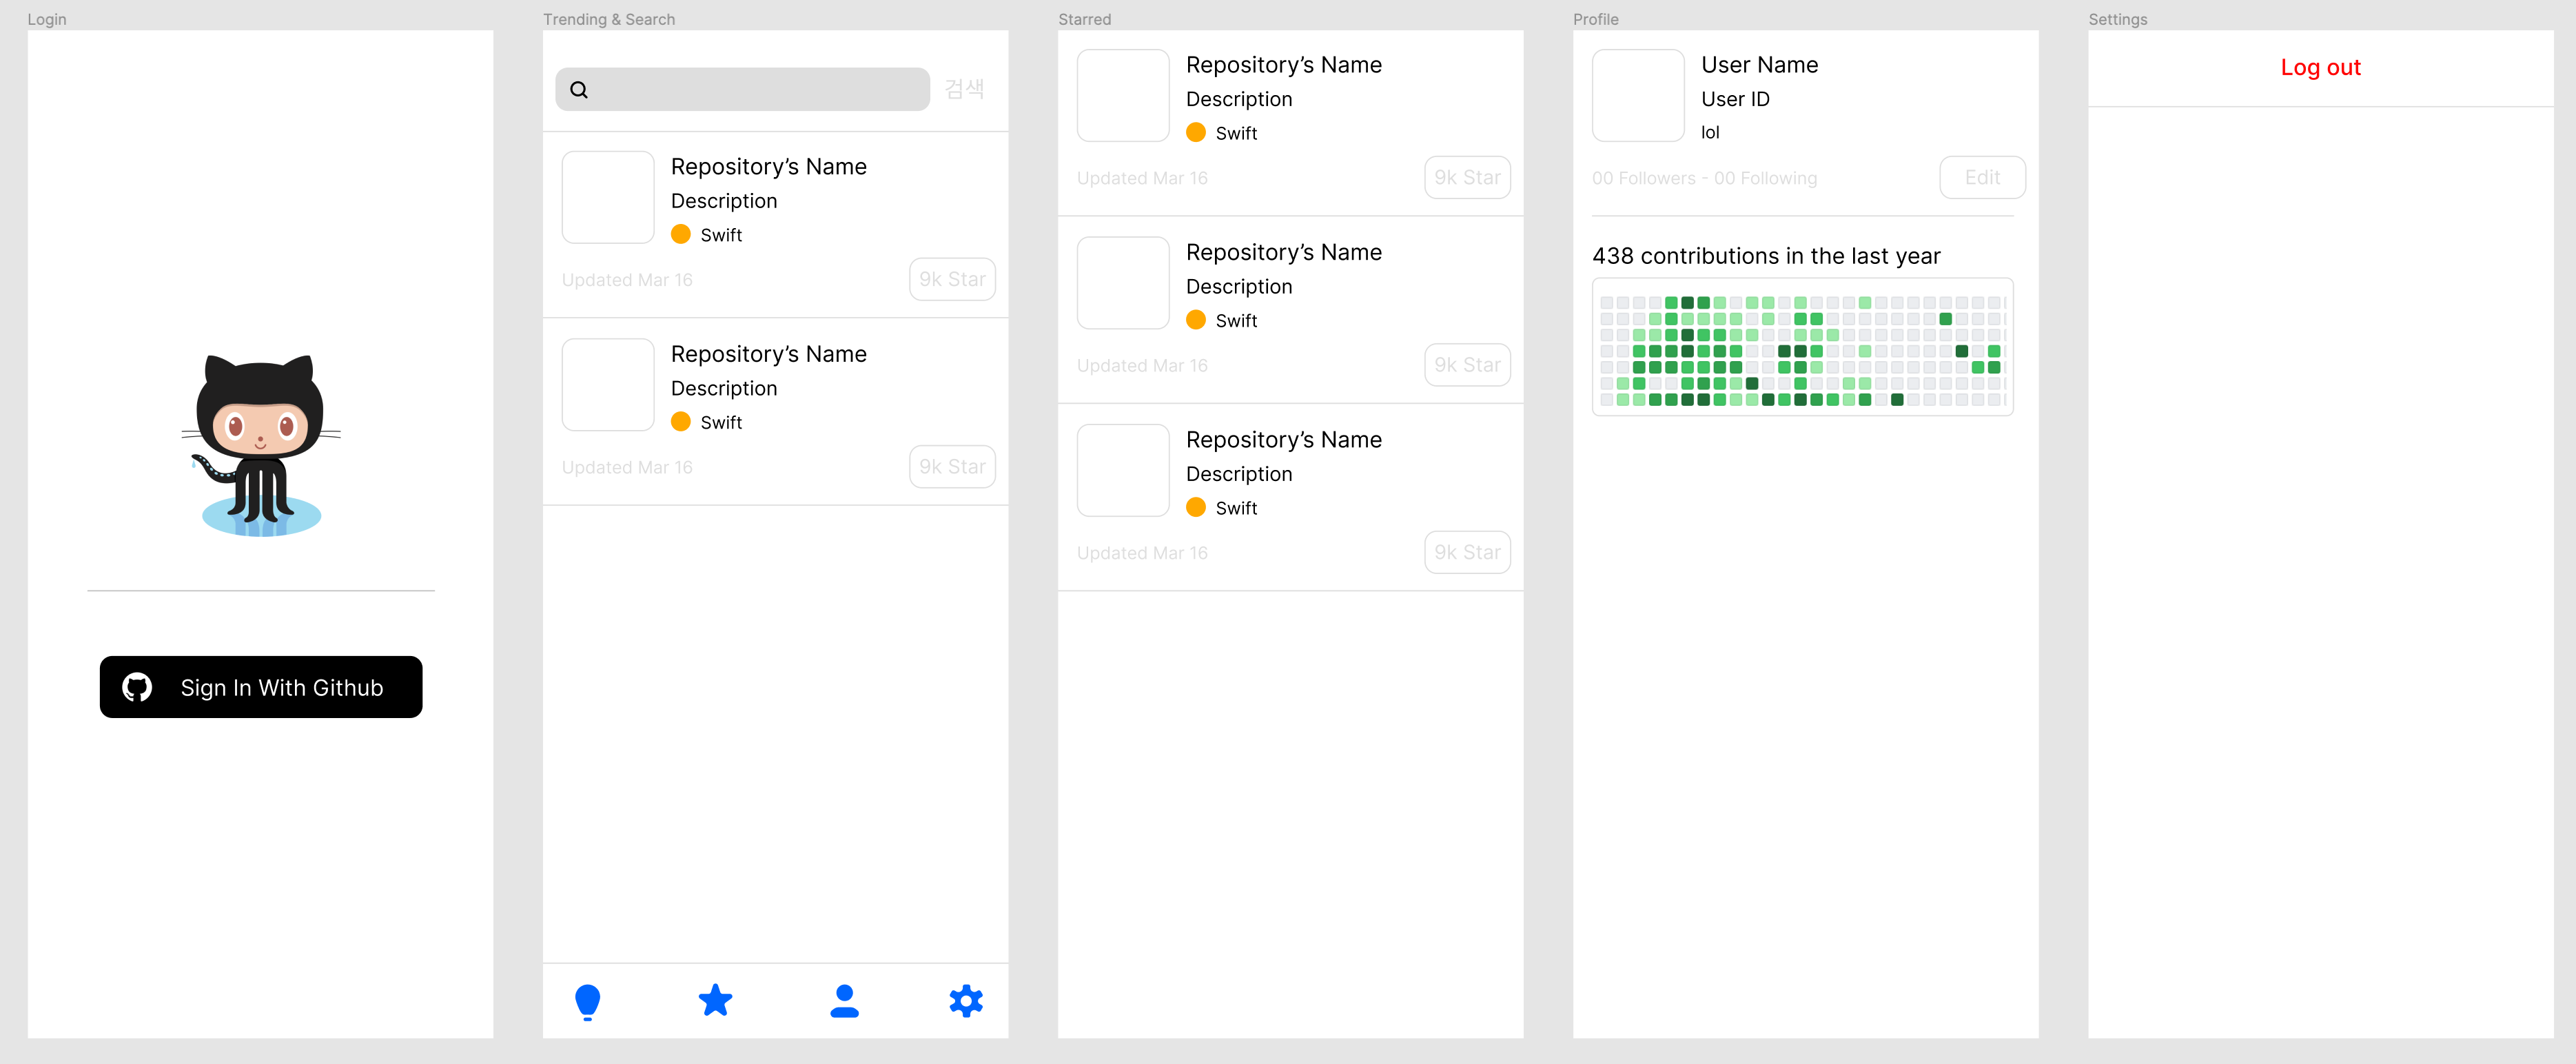 Login
Sign In With Github
Trending & Search
검색
Repository’s Name
Description
Swift
Updated Mar 16
9k Star
Repository’s Name
Description
Swift
Updated Mar 16
9k Star
Starred
Repository’s Name
Description
Swift
Updated Mar 16
9k Star
Repository’s Name
Description
Swift
Updated Mar 16
9k Star
Repository’s Name
Description
Swift
Updated Mar 16
9k Star
Profile
User Name
User ID
lol
00 Followers - 00 Following
Edit
438 contributions in the last year
Settings
Log out